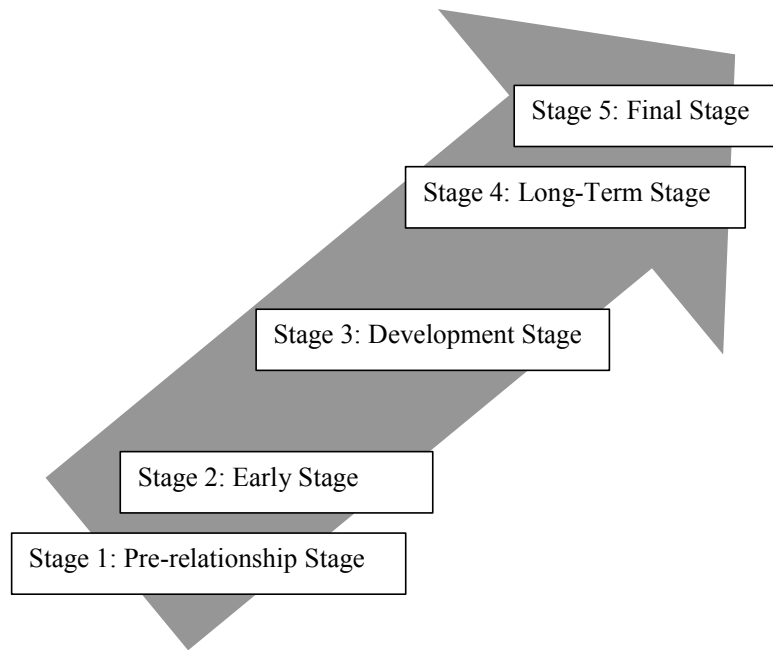 Stage 5: Final Stage
Stage 4: Long-Term Stage
Stage 3: Development Stage
Stage 2: Early Stage
Stage 1: Pre-relationship Stage